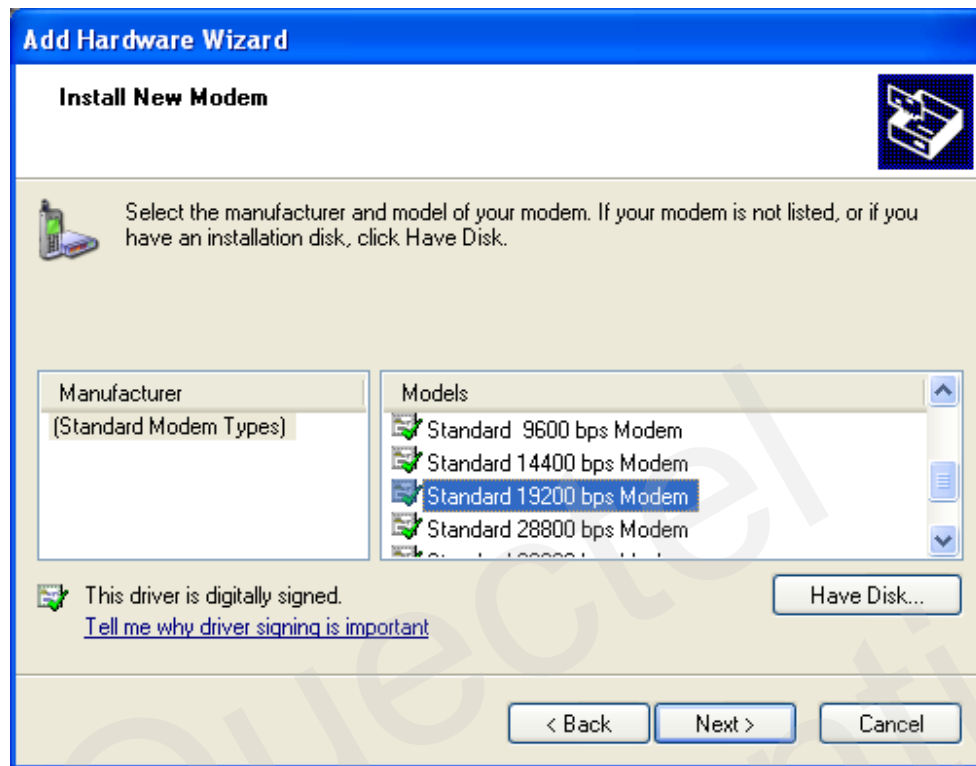 Add Hardware Wizard
Install New Modem
Select the manufacturer and model of your modem. If your modem is not listed, or if you
have an installation disk, click Have Disk.
Manufacturer
(Standard Modem Types)
Models
Standard  9600 bps Modem
Standard 14400 bps Modem
Standard 19200 bps Modem
Standard 28800 bps Modem
This driver is digitally signed.
Tell me why driver signing is important
Have Disk...
< Back
Next >
Cancel
Quectel